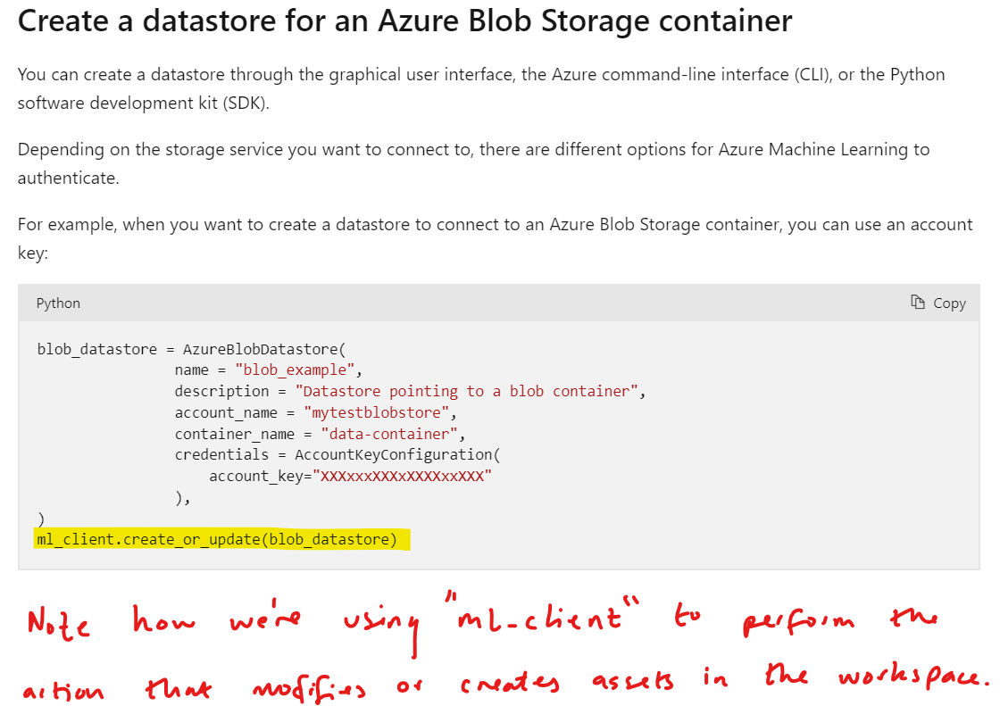 Create a datastore for an Azure Blob Storage container
You can create a datastore through the graphical user interface, the Azure command-line interface (CLI), or the Python
software development kit (SDK).
Depending on the storage service you want to connect to, there are different options for Azure Machine Learning to
authenticate.
For example, when you want to create a datastore to connect to an Azure Blob Storage container, you can use an account
key:
Python
Copy
blob_datastore = AzureBlobDatastore(
                name = "blob_example",
                description = "Datastore pointing to a blob container",
                account_name = "mytestblobstore",
                container_name = "data-container",
                credentials = AccountKeyConfiguration(
                    account_key="XXXxxxXXXxXXXXxxXXX"
                ),
)
ml_client.create_or_update(blob_datastore)
Note how we're using "ml-client" to perform the
action that modifies or creates assets in the workspace.